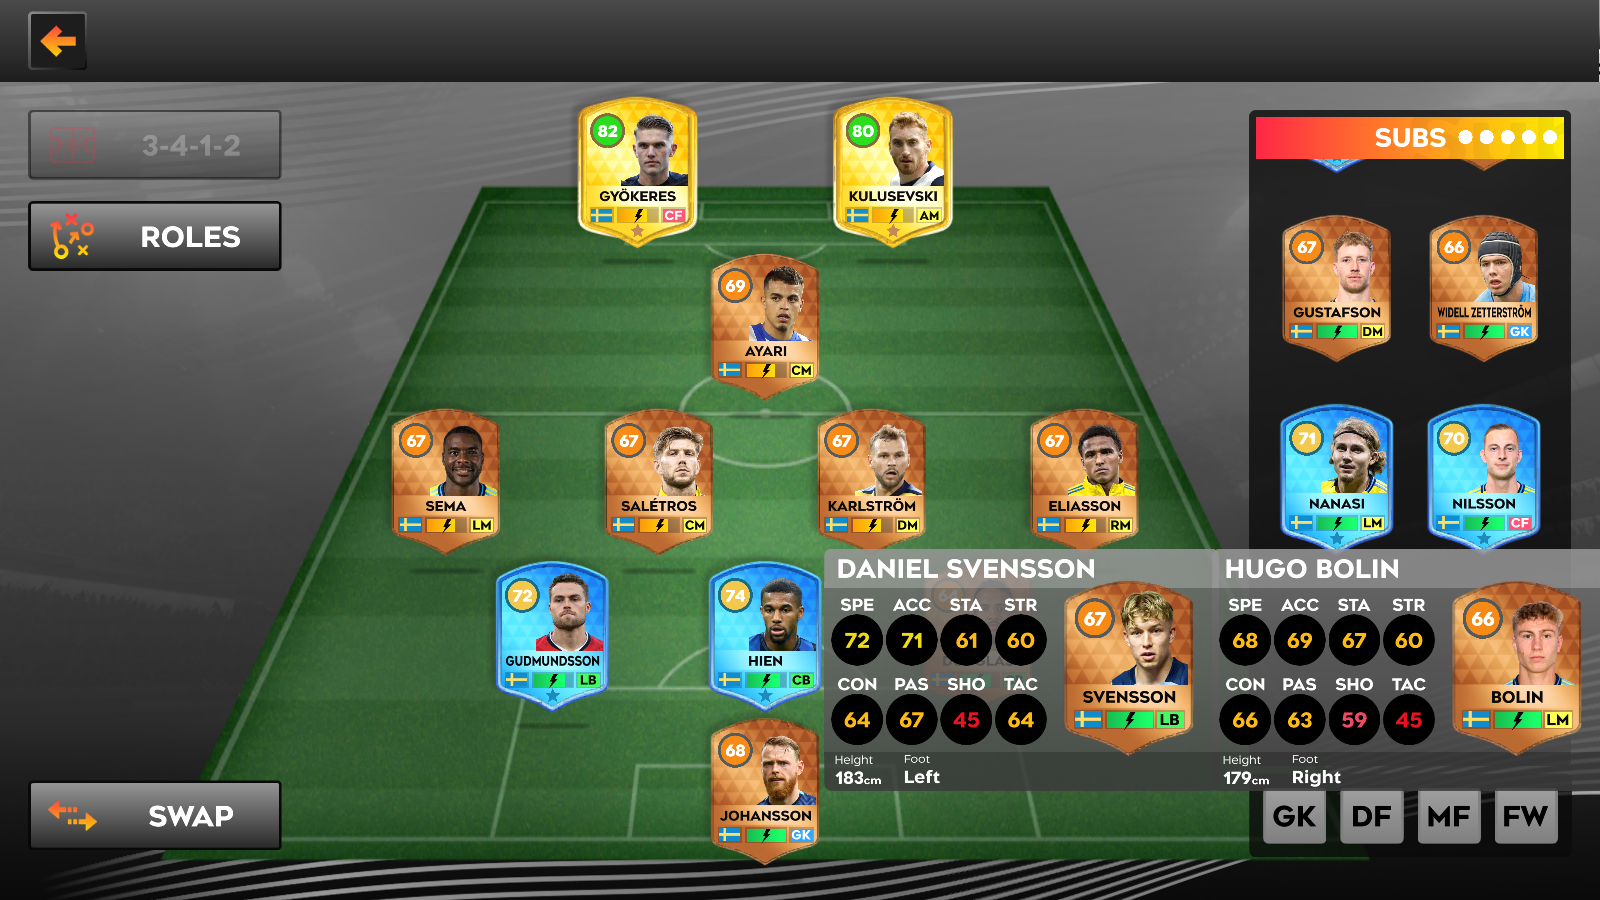 3-4-1-2
ROLES
SWAP
82
GYÖKERES
CF
80
KULUSEVSKI
AM
69
AYARI
CM
67
SEMA
LM
67
SALÉTROS
CM
67
KARLSTRÖM
DM
67
ELIASSON
RM
72
GUDMUNDSSON
LB
74
HIEN
CB
68
JOHANSSON
GK
SUBS
67
GUSTAFSON
DM
66
WIDELL ZETTERSTRÖM
GK
71
NANASI
LM
70
NILSSON
CF
DANIEL SVENSSON
SPE ACC STA STR
72 71 61 60
CON PAS SHO TAC
64 67 45 64
Height Foot
183cm Left
67
SVENSSON
LB
HUGO BOLIN
SPE ACC STA STR
68 69 67 60
CON PAS SHO TAC
66 63 59 45
Height Foot
179cm Right
66
BOLIN
LM
GK DF MF FW